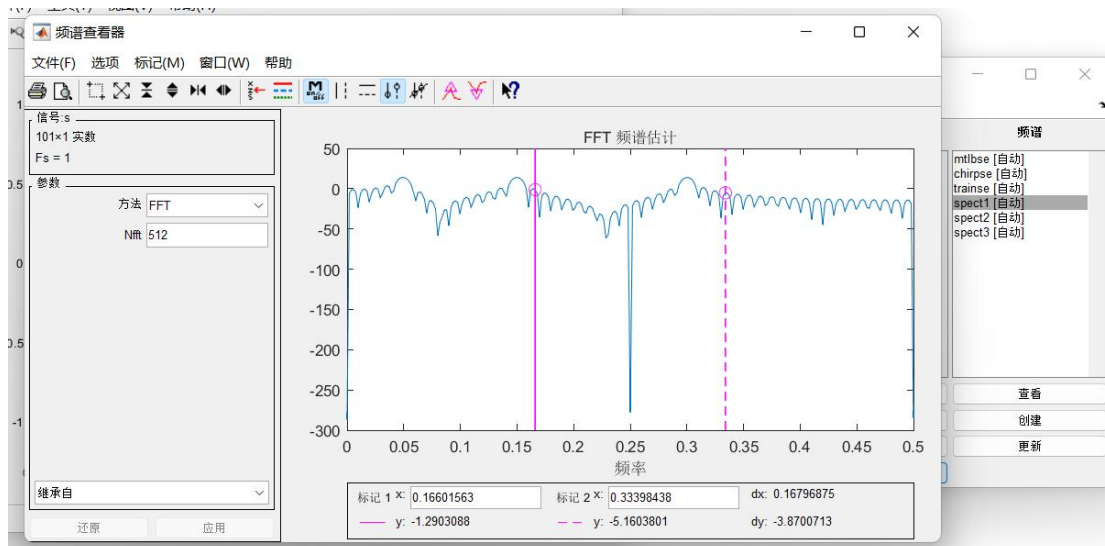 频谱查看器
文件(F) 选项 标记(M) 窗口(W) 帮助
信号:s
101×1 实数
Fs = 1
参数
方法 FFT
Nfft 512
继承自
还原 应用
FFT 频谱估计
50
0
-50
-100
-150
-200
-250
-300
0 0.05 0.1 0.15 0.2 0.25 0.3 0.35 0.4 0.45 0.5
频率
标记 1 x: 0.16601563 标记 2 x: 0.33398438 dx: 0.16796875
y: -1.2903088 y: -5.1603801 dy: -3.8700713
频谱
mtlbse [自动]
chirpse [自动]
trainse [自动]
spect1 [自动]
spect2 [自动]
spect3 [自动]
查看
创建
更新